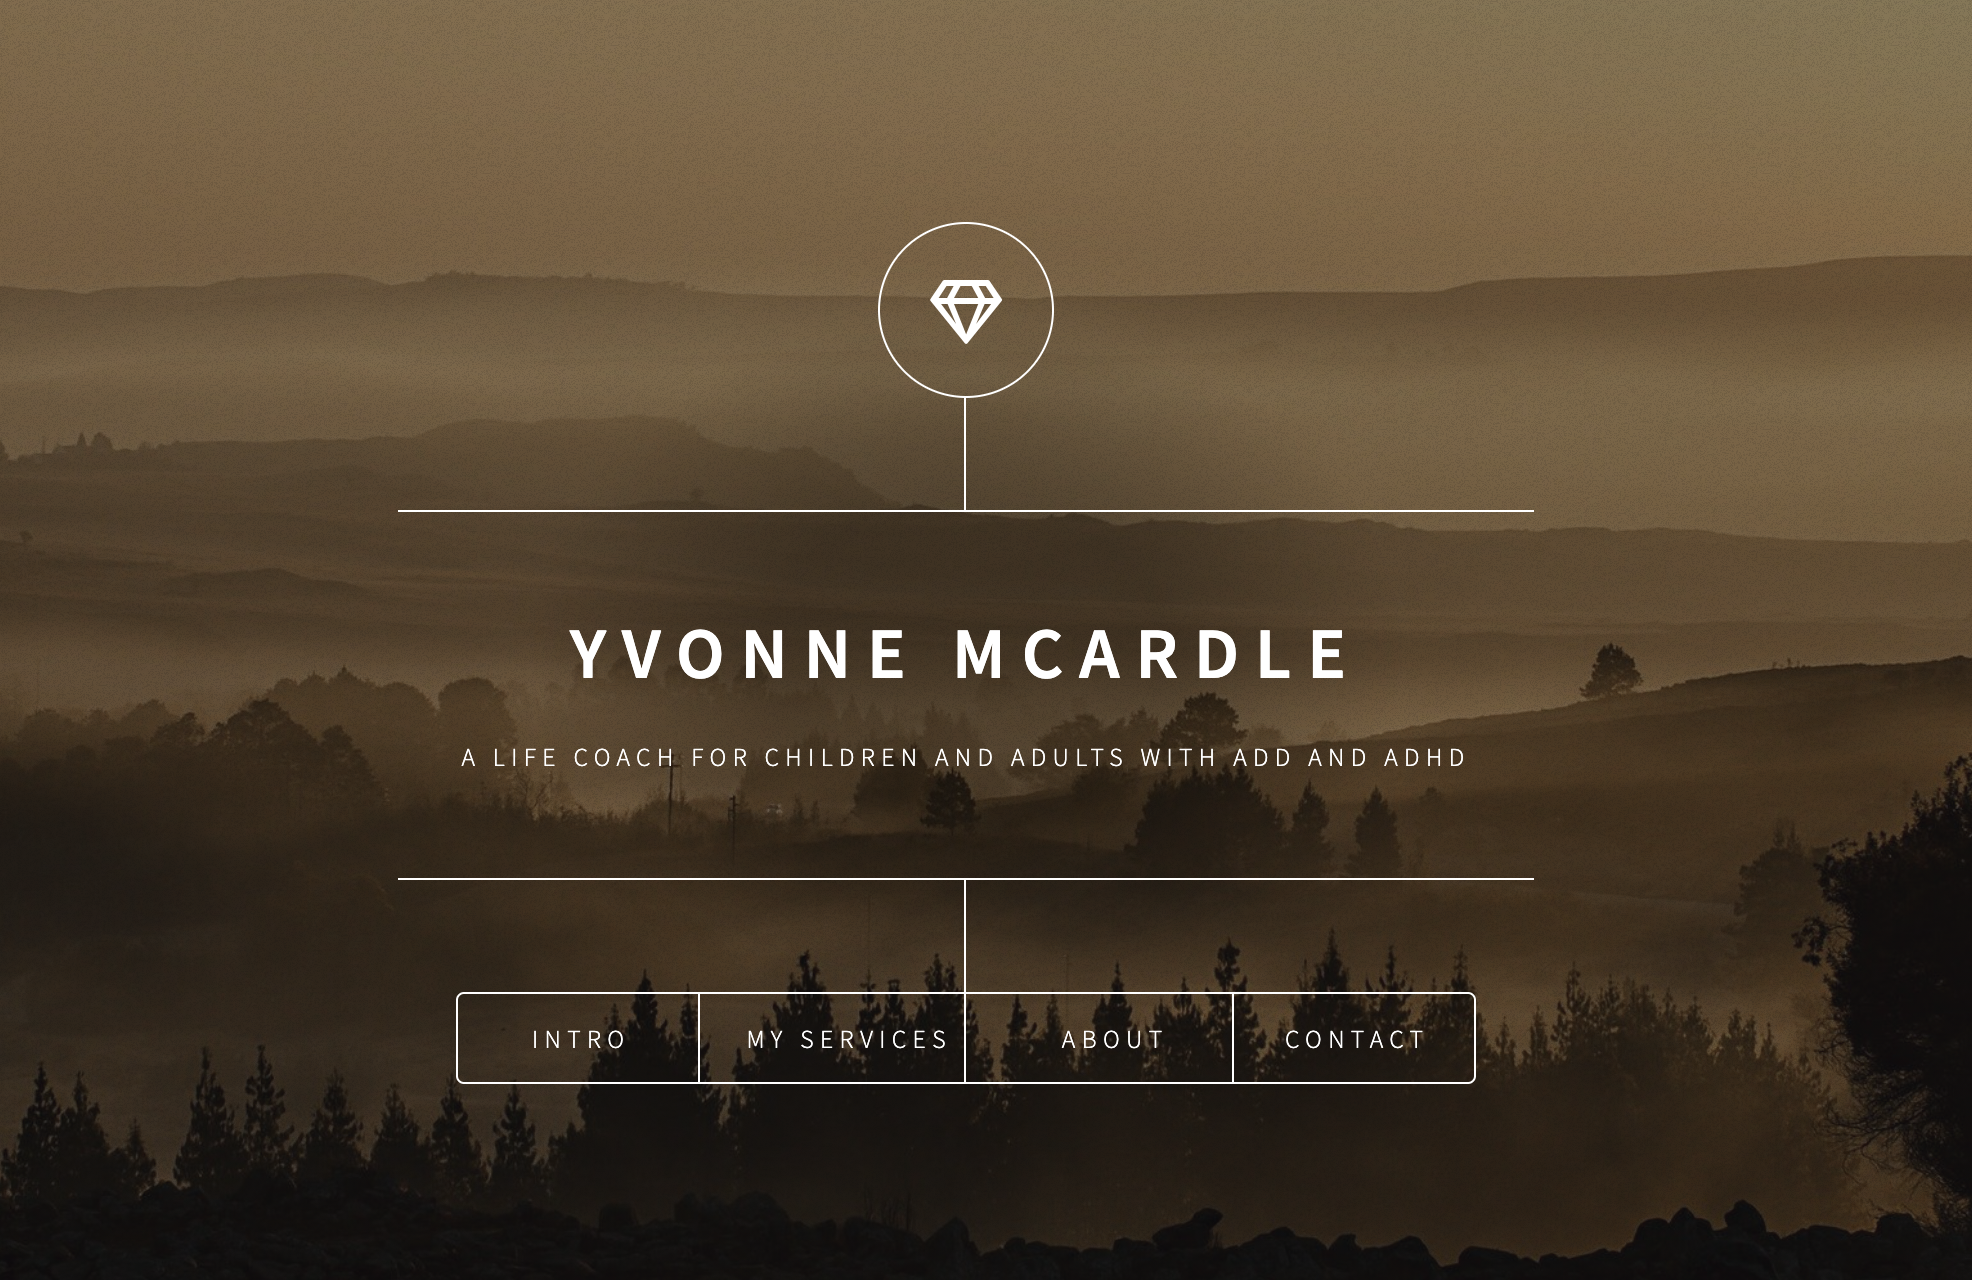 YVONNE MCARDLE
A LIFE COACH FOR CHILDREN AND ADULTS WITH ADD AND ADHD
INTRO
MY SERVICES
ABOUT
CONTACT